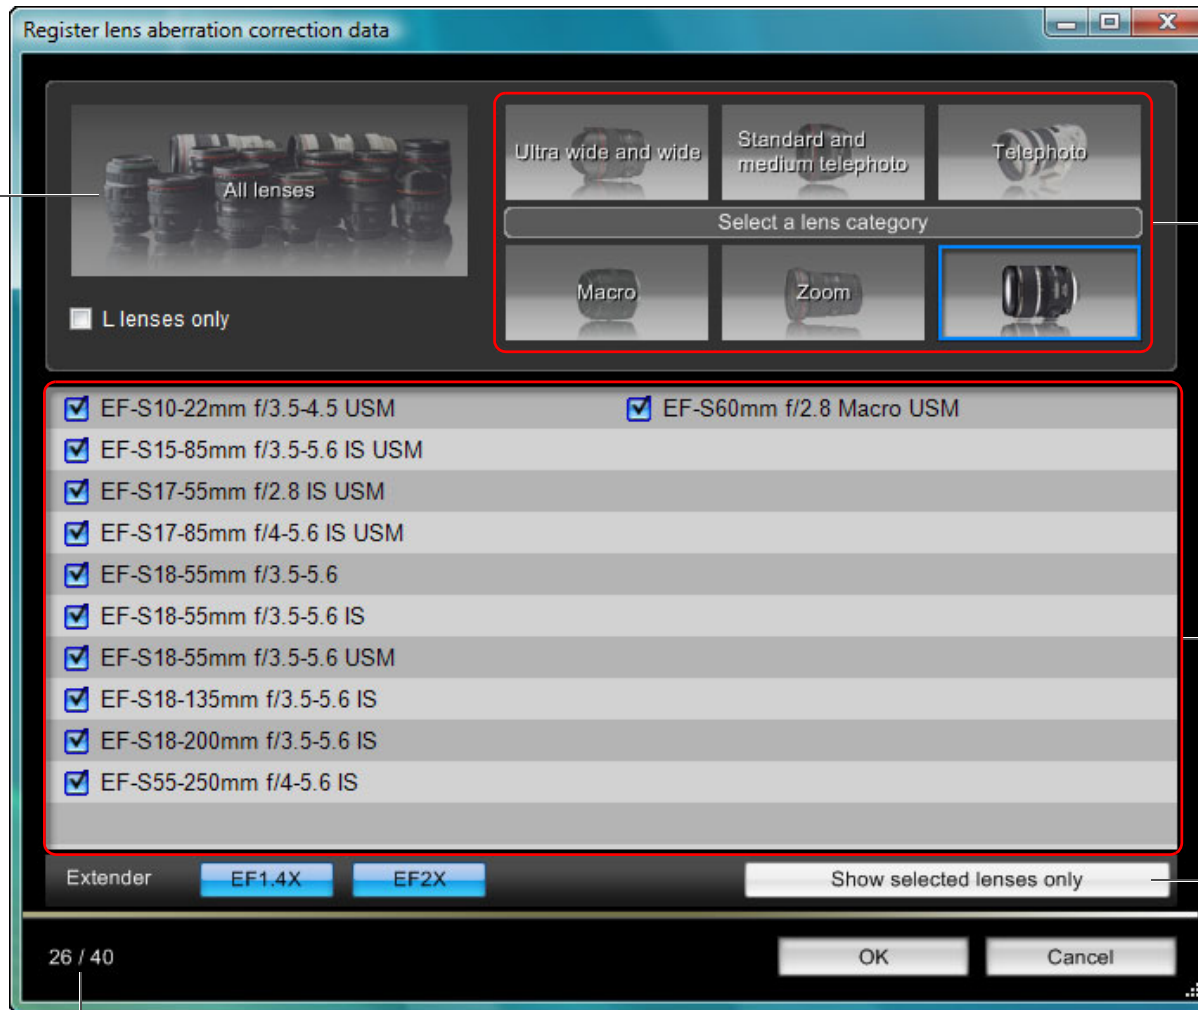 Register lens aberration correction data
All lenses
L lenses only
Ultra wide and wide
Standard and
medium telephoto
Telephoto
Select a lens category
Macro
Zoom
EF-S10-22mm f/3.5-4.5 USM
EF-S15-85mm f/3.5-5.6 IS USM
EF-S17-55mm f/2.8 IS USM
EF-S17-85mm f/4-5.6 IS USM
EF-S18-55mm f/3.5-5.6
EF-S18-55mm f/3.5-5.6 IS
EF-S18-55mm f/3.5-5.6 USM
EF-S18-135mm f/3.5-5.6 IS
EF-S18-200mm f/3.5-5.6 IS
EF-S55-250mm f/4-5.6 IS
EF-S60mm f/2.8 Macro USM
Extender
EF1.4X
EF2X
Show selected lenses only
26 / 40
OK
Cancel